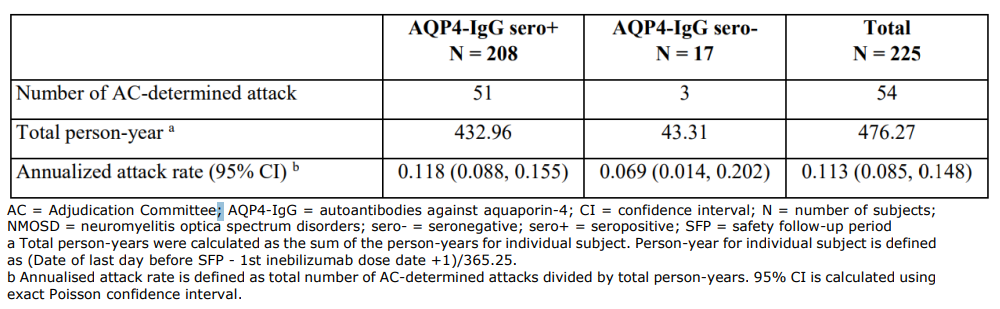 AQP4-IgG sero+ AQP4-IgG sero- Total
N = 208 N = 17 N = 225
Number of AC-determined attack 51 3 54
Total person-year a 432.96 43.31 476.27
Annualized attack rate (95% CI) b 0.118 (0.088, 0.155) 0.069 (0.014, 0.202) 0.113 (0.085, 0.148)
AC = Adjudication Committee; AQP4-IgG = autoantibodies against aquaporin-4; CI = confidence interval; N = number of subjects;
NMOSD = neuromyelitis optica spectrum disorders; sero- = seronegative; sero+ = seropositive; SFP = safety follow-up period
a Total person-years were calculated as the sum of the person-years for individual subject. Person-year for individual subject is defined
as (Date of last day before SFP - 1st inebilizumab dose date +1)/365.25.
b Annualised attack rate is defined as total number of AC-determined attacks divided by total person-years. 95% CI is calculated using
exact Poisson confidence interval.